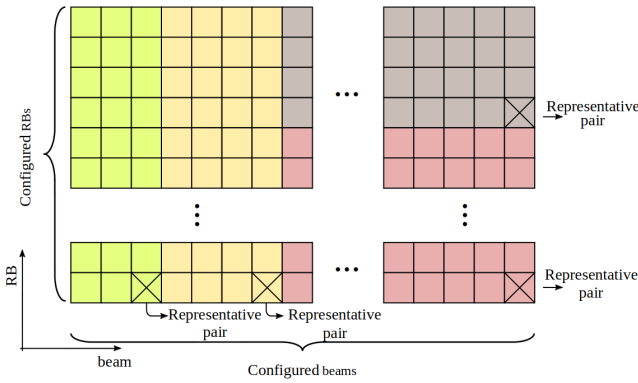 Configured RBs
Representative
pair
Representative
pair
Representative
pair
Representative
pair
RB
beam
Configured beams